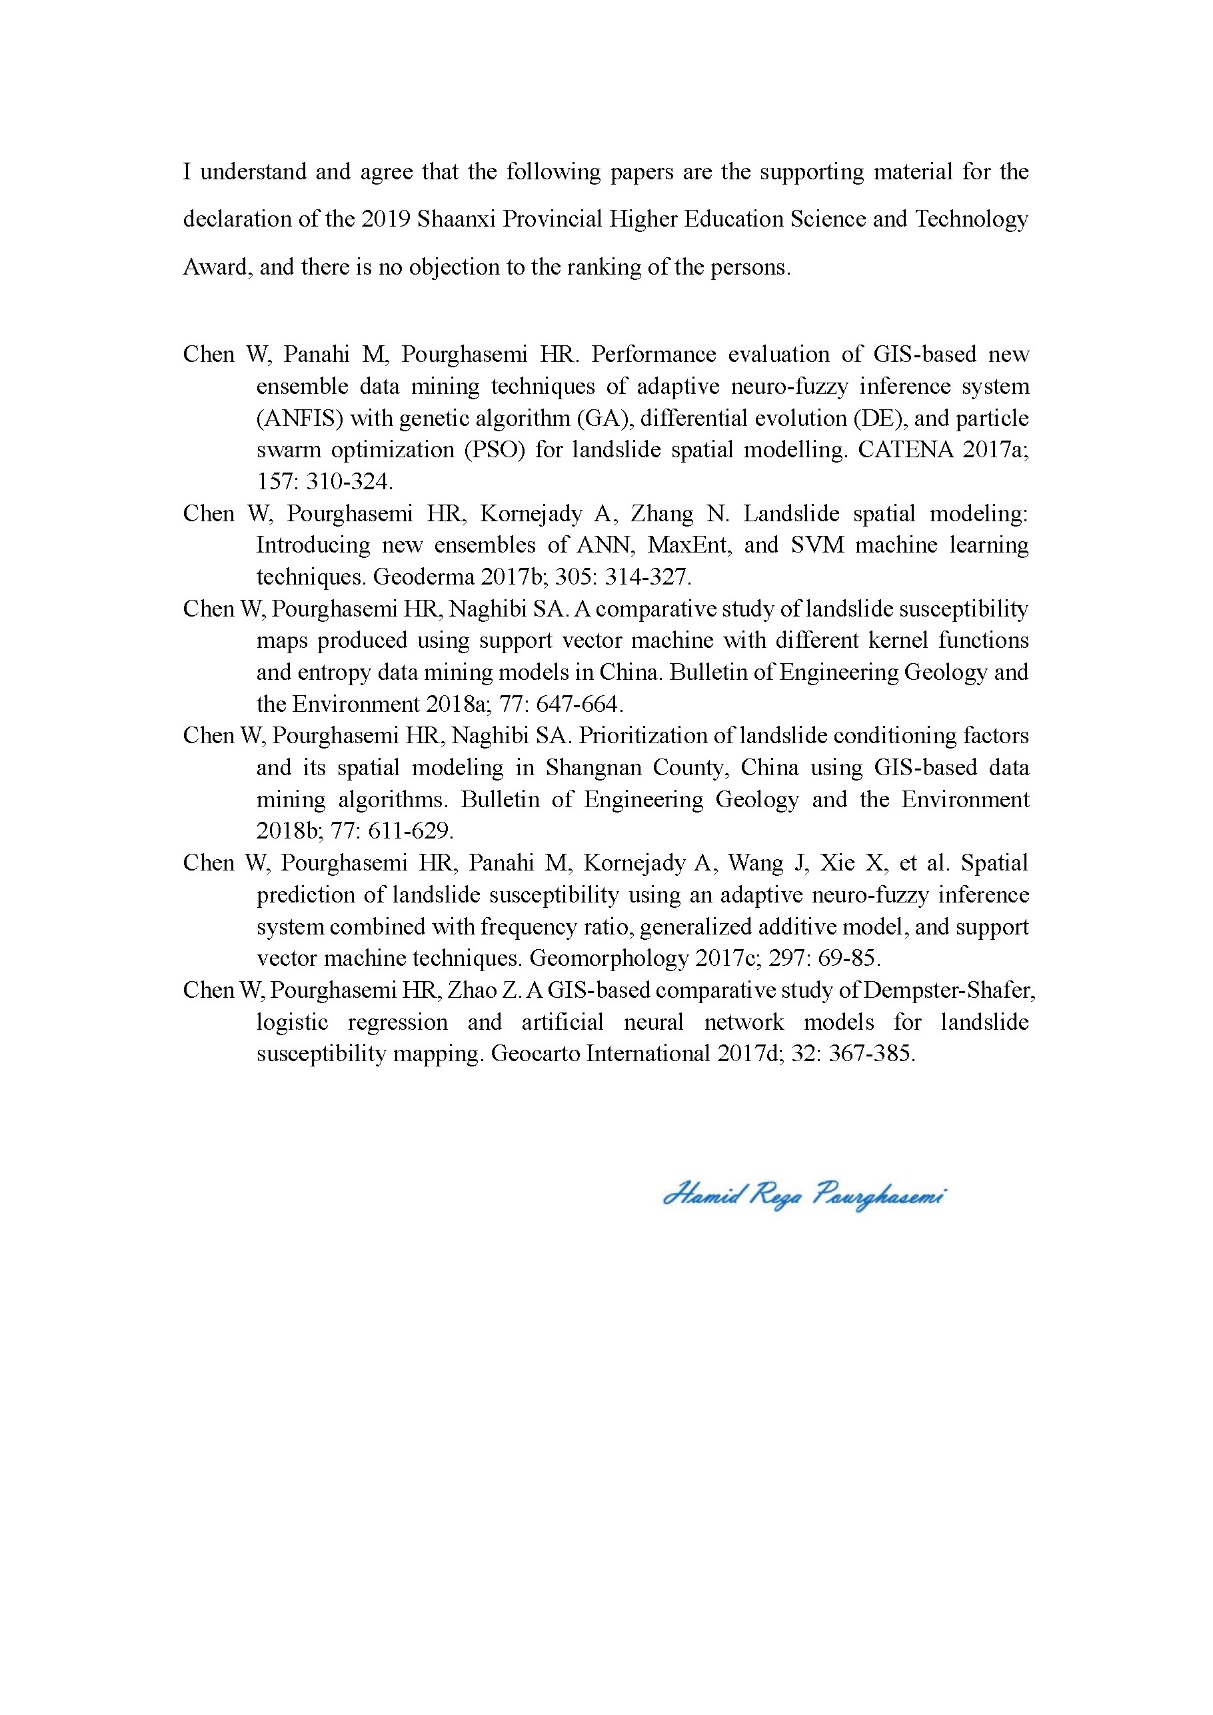 I understand and agree that the following papers are the supporting material for the
declaration of the 2019 Shaanxi Provincial Higher Education Science and Technology
Award, and there is no objection to the ranking of the persons.
Chen W, Panahi M, Pourghasemi HR. Performance evaluation of GIS-based new
ensemble data mining techniques of adaptive neuro-fuzzy inference system
(ANFIS) with genetic algorithm (GA), differential evolution (DE), and particle
swarm optimization (PSO) for landslide spatial modelling. CATENA 2017a;
157: 310-324.
Chen W, Pourghasemi HR, Kornejady A, Zhang N. Landslide spatial modeling:
Introducing new ensembles of ANN, MaxEnt, and SVM machine learning
techniques. Geoderma 2017b; 305: 314-327.
Chen W, Pourghasemi HR, Naghibi SA. A comparative study of landslide susceptibility
maps produced using support vector machine with different kernel functions
and entropy data mining models in China. Bulletin of Engineering Geology and
the Environment 2018a; 77: 647-664.
Chen W, Pourghasemi HR, Naghibi SA. Prioritization of landslide conditioning factors
and its spatial modeling in Shangnan County, China using GIS-based data
mining algorithms. Bulletin of Engineering Geology and the Environment
2018b; 77: 611-629.
Chen W, Pourghasemi HR, Panahi M, Kornejady A, Wang J, Xie X, et al. Spatial
prediction of landslide susceptibility using an adaptive neuro-fuzzy inference
system combined with frequency ratio, generalized additive model, and support
vector machine techniques. Geomorphology 2017c; 297: 69-85.
Chen W, Pourghasemi HR, Zhao Z. A GIS-based comparative study of Dempster-Shafer,
logistic regression and artificial neural network models for landslide
susceptibility mapping. Geocarto International 2017d; 32: 367-385.
Hamid Reza Pourghasemi